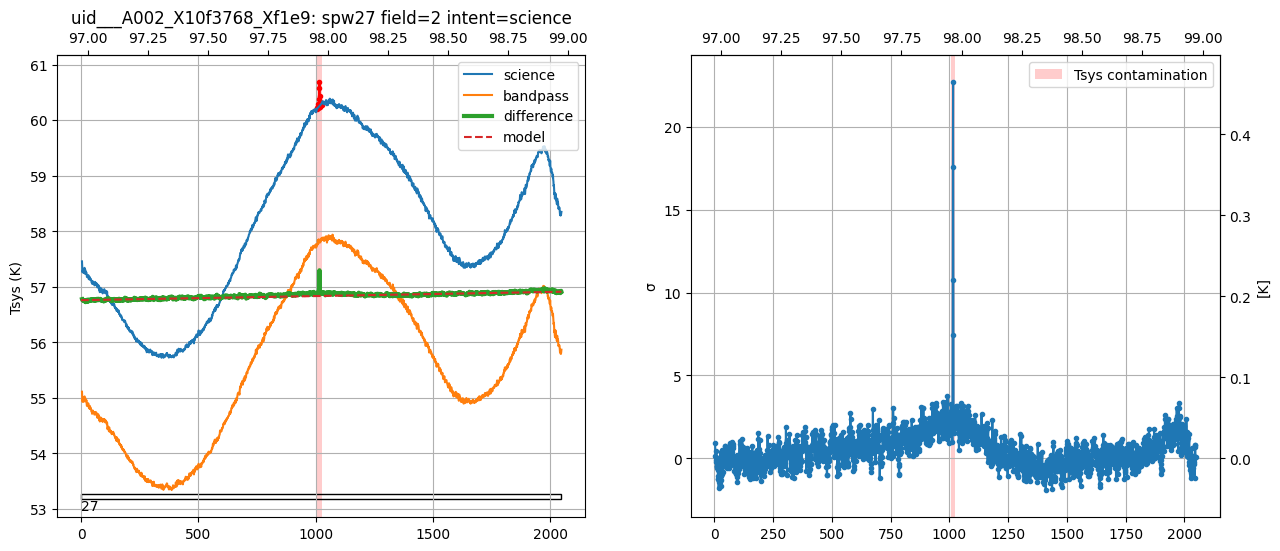 uid___A002_X10f3768_Xf1e9: spw27 field=2 intent=science
97.00 97.25 97.50 97.75 98.00 98.25 98.50 98.75 99.00
61
60
59
58
57
56
55
54
53
Tsys (K)
science
bandpass
difference
model
27
0 500 1000 1500 2000
97.00 97.25 97.50 97.75 98.00 98.25 98.50 98.75 99.00
Tsys contamination
20
15
10
5
0
σ
0.4
0.3
0.2
0.1
0.0
[K]
0 250 500 750 1000 1250 1500 1750 2000